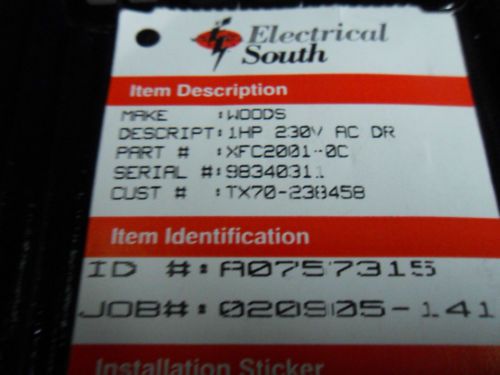 Electrical
South
Item Description
MAKE :WOODS
DESCRIPT:1HP 230V AC DR
PART # :XFC2001-0C
SERIAL #:98340311
CUST # :TX70-238458
Item Identification
ID #:A0757315
JOB#:020905-141
Installation Sticker